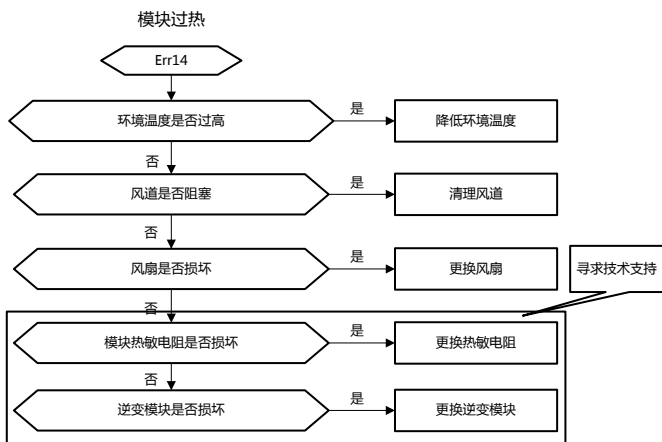 模块过热
Err14
环境温度是否过高
是
降低环境温度
否
风道是否阻塞
是
清理风道
否
风扇是否损坏
是
更换风扇
寻求技术支持
否
模块热敏电阻是否损坏
是
更换热敏电阻
否
逆变模块是否损坏
是
更换逆变模块